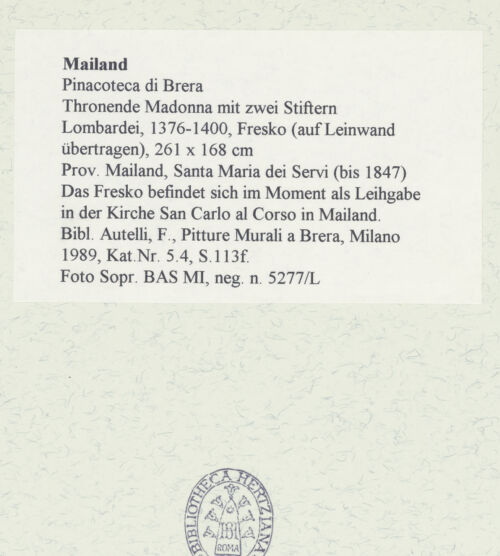 Mailand
Pinacoteca di Brera
Thronende Madonna mit zwei Stiftern
Lombardei, 1376-1400, Fresko (auf Leinwand
übertragen), 261 x 168 cm
Prov. Mailand, Santa Maria dei Servi (bis 1847)
Das Fresko befindet sich im Moment als Leihgabe
in der Kirche San Carlo al Corso in Mailand.
Bibl. Autelli, F., Pitture Murali a Brera, Milano
1989, Kat.Nr. 5.4, S.113f.
Foto Sopr. BAS MI, neg. n. 5277/L
BIBLIOTHECA HERTZIANA
ROMA